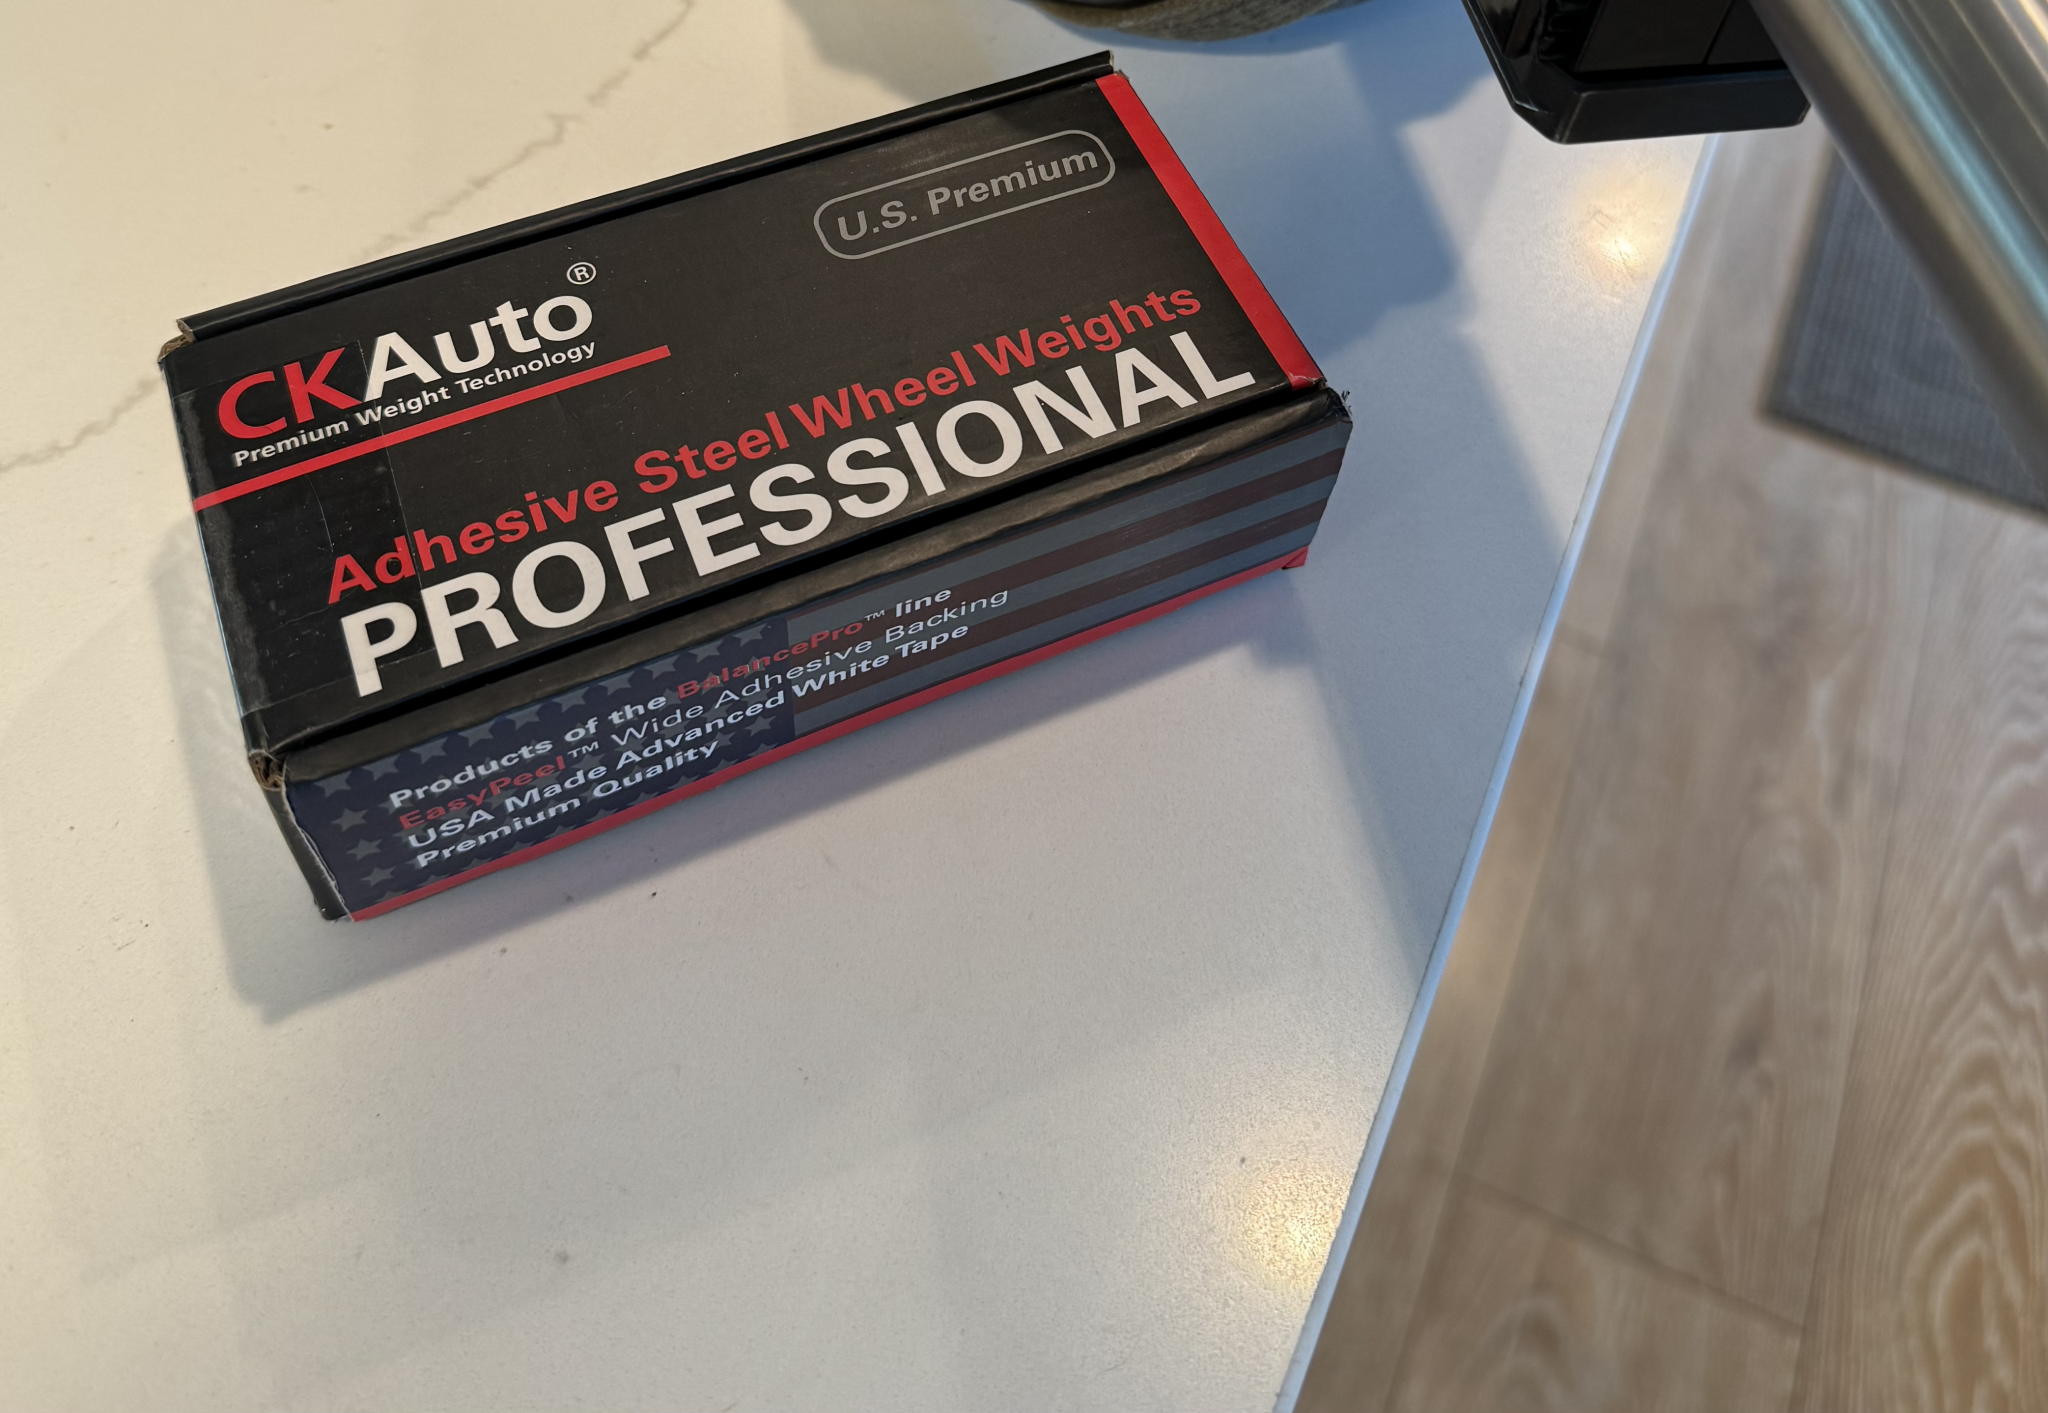 U.S. Premium
CKAuto®
Premium Weight Technology
Adhesive Steel Wheel Weights
PROFESSIONAL
Products of the BalancePro™ line
EasyPeel™ Wide Adhesive Backing
USA Made Advanced White Tape
Premium Quality